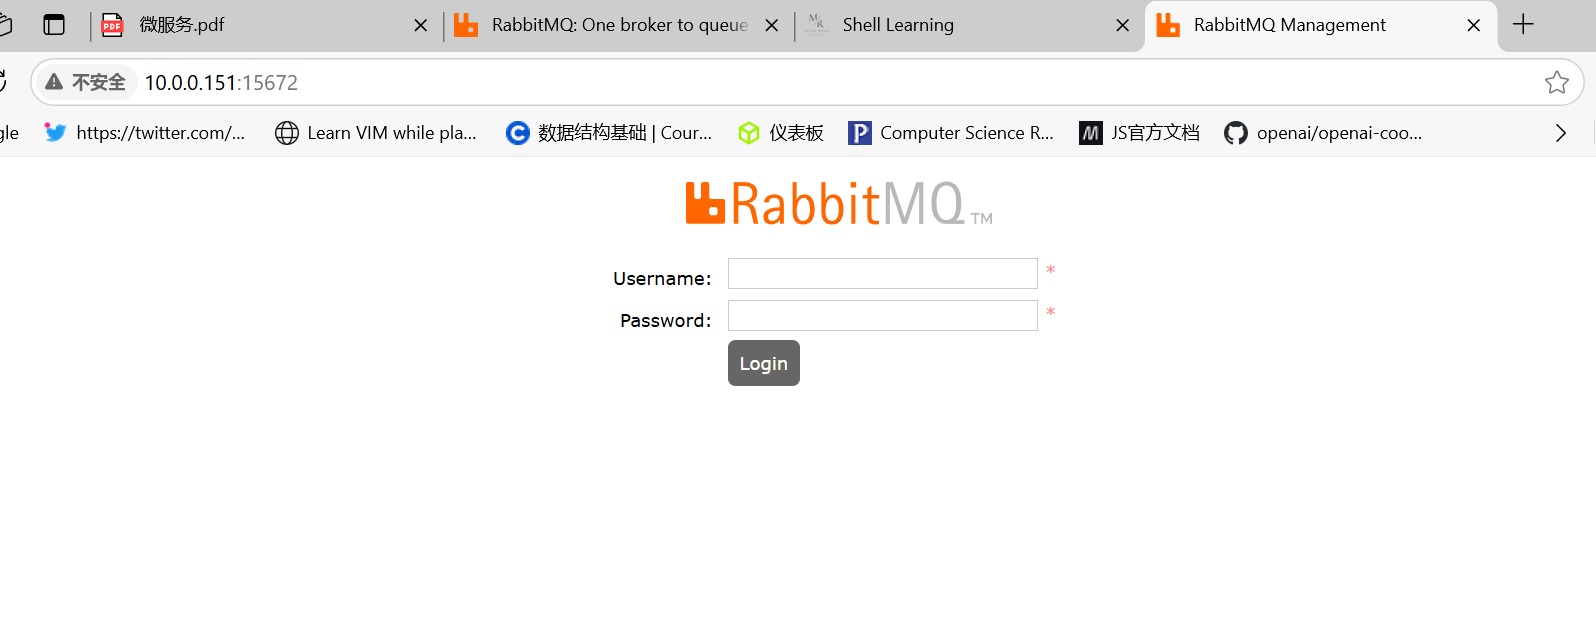 微服务.pdf
RabbitMQ: One broker to queue
Shell Learning
RabbitMQ Management
不安全
10.0.0.151:15672
gle
https://twitter.com/...
Learn VIM while pla...
数据结构基础 | Cour...
仪表板
Computer Science R...
JS官方文档
openai/openai-coo...
RabbitMQ TM
Username:
*
Password:
*
Login